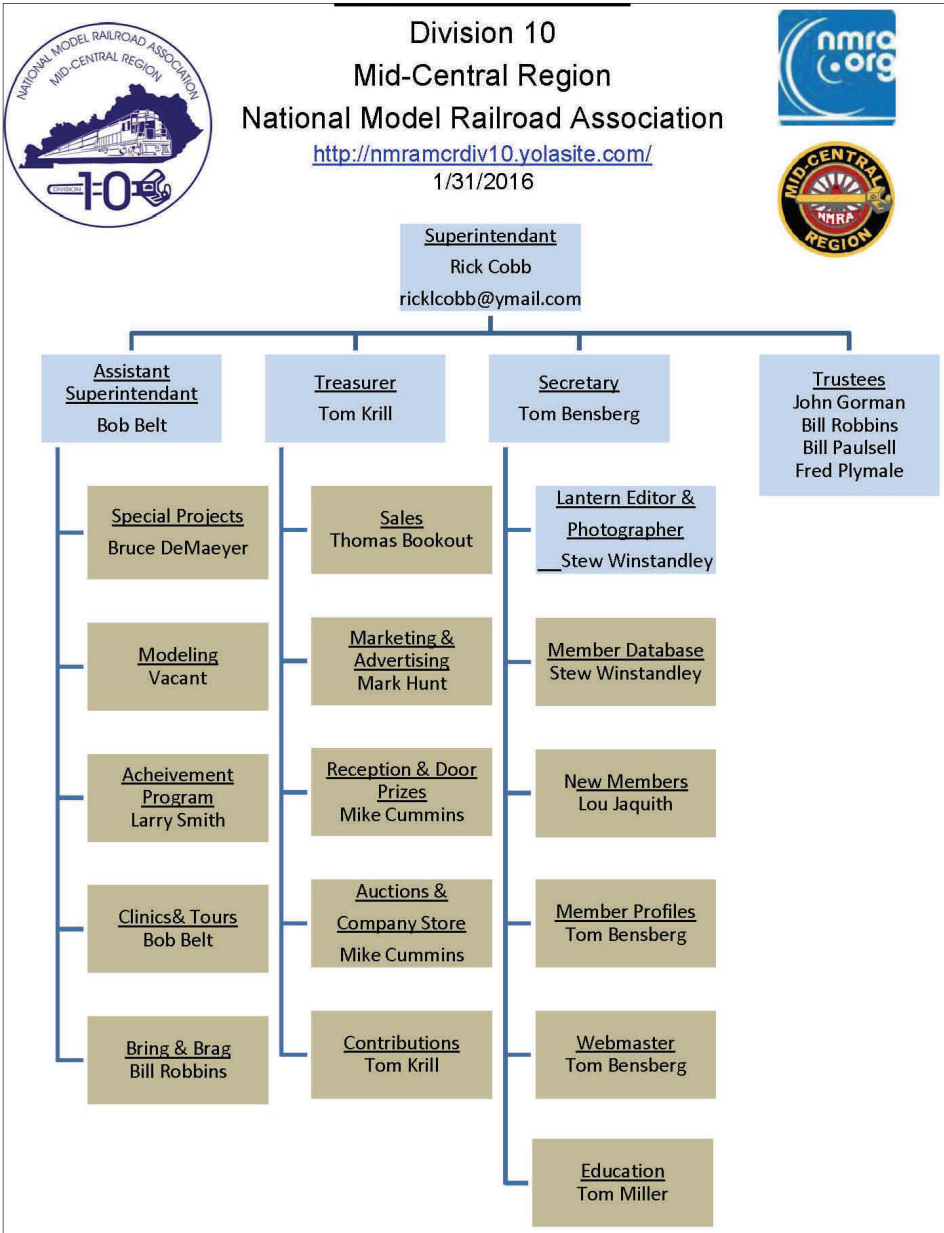 NATIONAL MODEL RAILROAD ASSOCIATION
MID-CENTRAL REGION
DIVISION 10
Division 10
Mid-Central Region
National Model Railroad Association
http://nmramcrdiv10.yolasite.com/
1/31/2016
nmra
.org
MID-CENTRAL
NMRA
REGION
Superintendant
Rick Cobb
ricklcobb@ymail.com
Assistant
Superintendant
Bob Belt
Treasurer
Tom Krill
Secretary
Tom Bensberg
Trustees
John Gorman
Bill Robbins
Bill Paulsell
Fred Plymale
Special Projects
Bruce DeMaeyer
Modeling
Vacant
Acheivement
Program
Larry Smith
Clinics& Tours
Bob Belt
Bring & Brag
Bill Robbins
Sales
Thomas Bookout
Marketing &
Advertising
Mark Hunt
Reception & Door
Prizes
Mike Cummins
Auctions &
Company Store
Mike Cummins
Contributions
Tom Krill
Lantern Editor &
Photographer
__Stew Winstandley
Member Database
Stew Winstandley
New Members
Lou Jaquith
Member Profiles
Tom Bensberg
Webmaster
Tom Bensberg
Education
Tom Miller